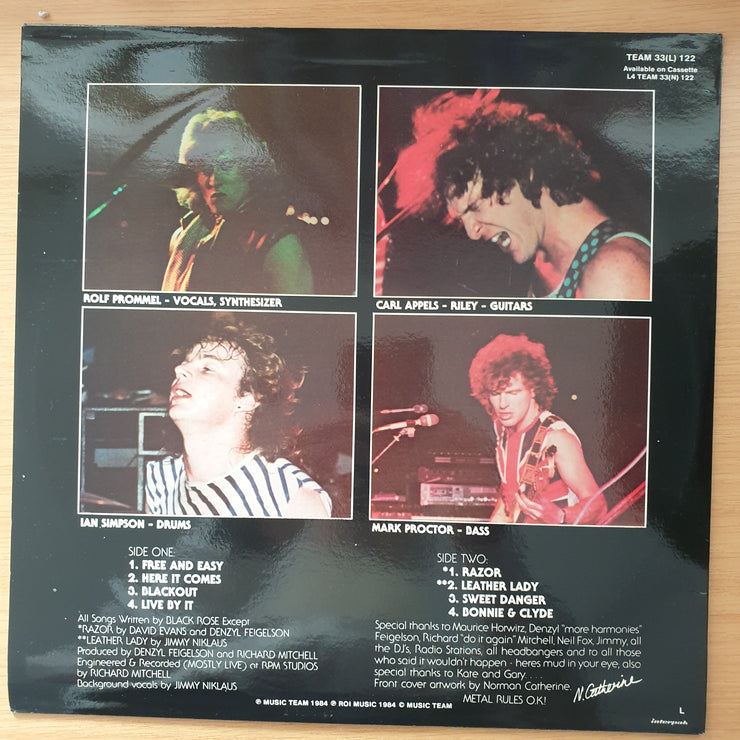 TEAM 33(L) 122
Available on Cassette
L4 TEAM 33(N) 122
ROLF PROMMEL - VOCALS, SYNTHESIZER
CARL APPELS - RILEY - GUITARS
IAN SIMPSON - DRUMS
MARK PROCTOR - BASS
SIDE ONE:
1. FREE AND EASY
2. HERE IT COMES
3. BLACKOUT
4. LIVE BY IT
All Songs Written by BLACK ROSE Except
*RAZOR by DAVID EVANS and DENZYL FEIGELSON
**LEATHER LADY by JIMMY NIKLAUS
Produced by DENZYL FEIGELSON and RICHARD MITCHELL
Engineered & Recorded (MOSTLY LIVE) at RPM STUDIOS
by RICHARD MITCHELL
Background vocals by JIMMY NIKLAUS
SIDE TWO:
*1. RAZOR
**2. LEATHER LADY
3. SWEET DANGER
4. BONNIE & CLYDE
Special thanks to Maurice Horwitz, Denzyl "more harmonies"
Feigelson, Richard "do it again" Mitchell, Neil Fox, Jimmy, all
the DJ's, Radio Stations, all headbangers and to all those
who said it wouldn't happen - heres mud in your eye, also
special thanks to Kate and Gary. . . .
Front cover artwork by Norman Catherine.
METAL RULES O.K!
N. Catherine
℗ MUSIC TEAM 1984 ℗ ROI MUSIC 1984 © MUSIC TEAM
L
interpak